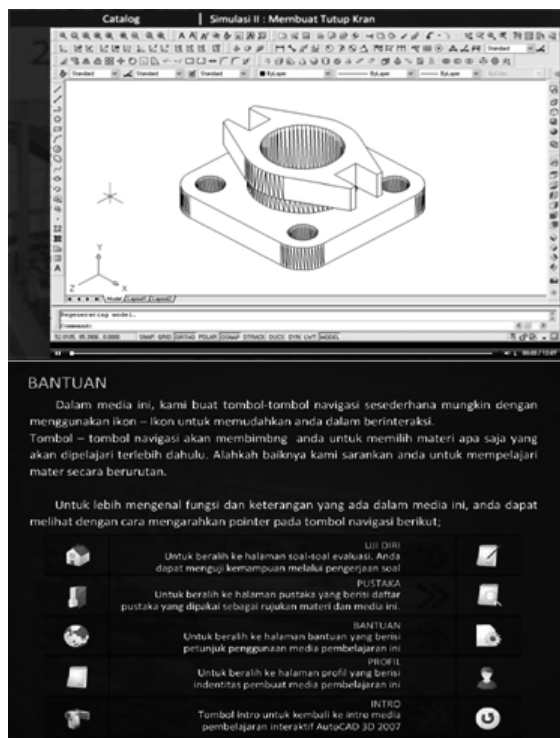 Catalog
Simulasi II : Membuat Tutup Kran
Standard
Standard
Standard
Standard
ByLayer
ByLayer
ByLayer
ByColor
Y
Z
X
Model Layout1 Layout2
Regenerating model.
Command:
SNAP GRID ORTHO POLAR OSNAP OTRACK DUCS DYN LWT MODEL
BANTUAN
Dalam media ini, kami buat tombol-tombol navigasi sesederhana mungkin dengan
menggunakan ikon – Ikon untuk memudahkan anda dalam berinteraksi.
Tombol – tombol navigasi akan membimbng anda untuk memilih materi apa saja yang
akan dipelajari terlebih dahulu. Alahkah baiknya kami sarankan anda untuk mempelajari
mater secara berurutan.
Untuk lebih mengenal fungsi dan keterangan yang ada dalam media ini, anda dapat
melihat dengan cara mengarahkan pointer pada tombol navigasi berikut;
UJI DIRI
Untuk beralih ke halaman soal-soal evaluasi. Anda
dapat menguji kemampuan melalui pengerjaan soal
PUSTAKA
Untuk beralih ke halaman pustaka yang berisi daftar
pustaka yang dipakai sebagai rujukan materi dan media ini.
BANTUAN
Untuk beralih ke halaman bantuan yang berisi
petunjuk penggunaan media pembelajaran ini
PROFIL
Untuk beralih ke halaman profil yang berisi
indentitas pembuat media pembelajaran ini
INTRO
Tombol intro untuk kembali ke intro media
pembelajaran interaktif AutoCAD 3D 2007